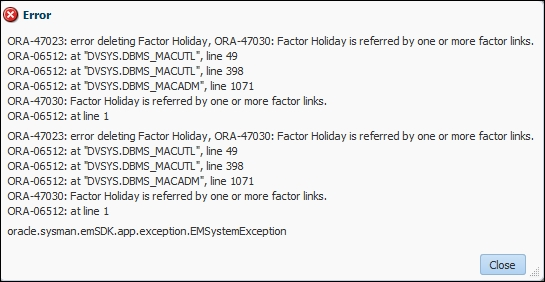 Error
ORA-47023: error deleting Factor Holiday, ORA-47030: Factor Holiday is referred by one or more factor links.
ORA-06512: at "DVSYS.DBMS_MACUTL", line 49
ORA-06512: at "DVSYS.DBMS_MACUTL", line 398
ORA-06512: at "DVSYS.DBMS_MACADM", line 1071
ORA-47030: Factor Holiday is referred by one or more factor links.
ORA-06512: at line 1
ORA-47023: error deleting Factor Holiday, ORA-47030: Factor Holiday is referred by one or more factor links.
ORA-06512: at "DVSYS.DBMS_MACUTL", line 49
ORA-06512: at "DVSYS.DBMS_MACUTL", line 398
ORA-06512: at "DVSYS.DBMS_MACADM", line 1071
ORA-47030: Factor Holiday is referred by one or more factor links.
ORA-06512: at line 1
oracle.sysman.emSDK.app.exception.EMSystemException
Close